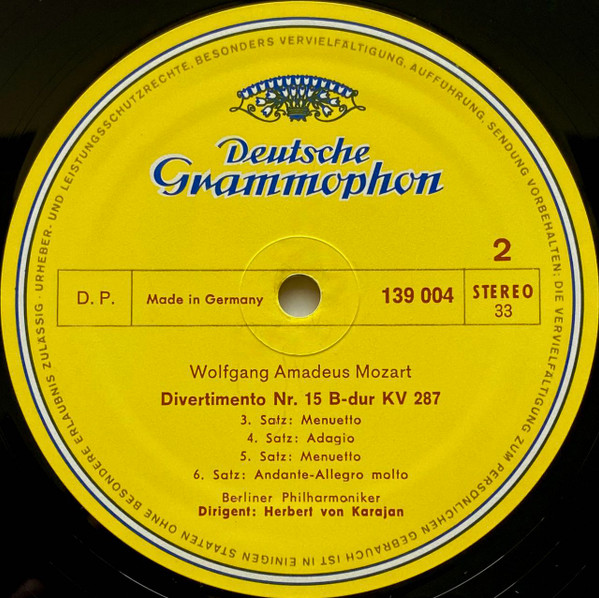 URHEBER- UND LEISTUNGSSCHUTZRECHTE, BESONDERS VERVIELFÄLTIGUNG, AUFFÜHRUNG, SENDUNG VORBEHALTEN; DIE VERVIELFÄLTIGUNG ZUM PERSÖNLICHEN GEBRAUCH IST IN EINIGEN STAATEN OHNE BESONDERE ERLAUBNIS ZULÄSSIG ·
Deutsche
Grammophon
2
D. P.
Made in Germany
139 004
STEREO
33
Wolfgang Amadeus Mozart
Divertimento Nr. 15 B-dur KV 287
3. Satz: Menuetto
4. Satz: Adagio
5. Satz: Menuetto
6. Satz: Andante-Allegro molto
Berliner Philharmoniker
Dirigent: Herbert von Karajan